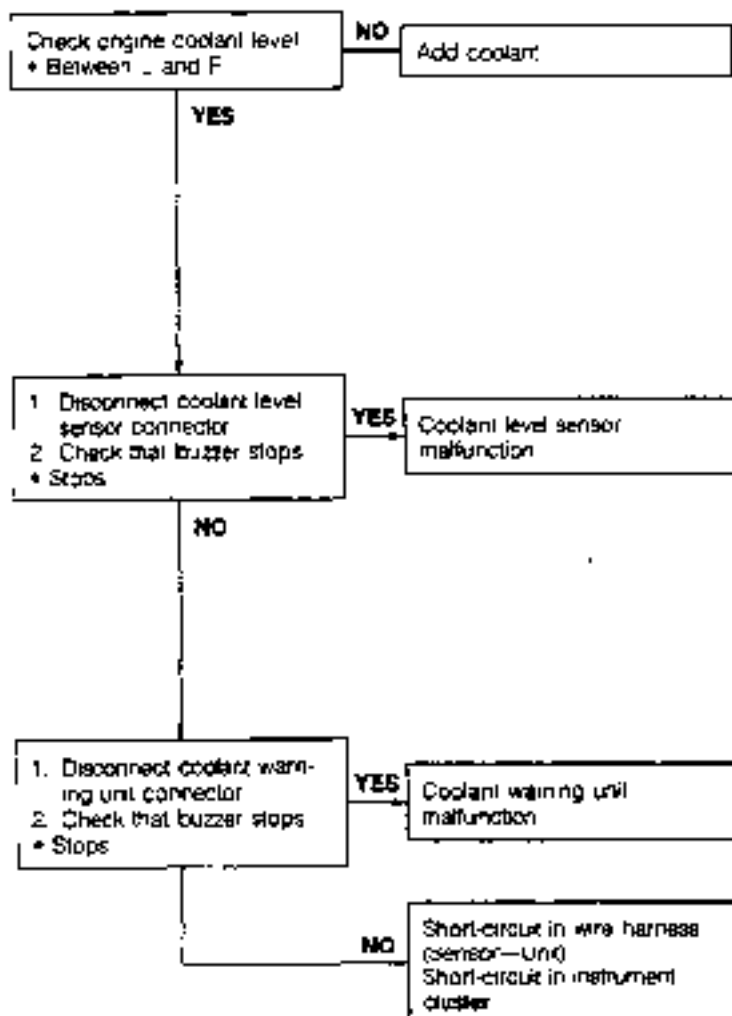 Check engine coolant level
• Between L and F
NO
Add coolant
YES
1 Disconnect coolant level
sensor connector
2 Check that buzzer stops
• Stops
YES
Coolant level sensor
malfunction
NO
1. Disconnect coolant warn-
ing unit connector
2. Check that buzzer stops
• Stops
YES
Coolant warning unit
malfunction
NO
Short-circuit in wire harness
(Sensor—Unit)
Short-circuit in instrument
cluster